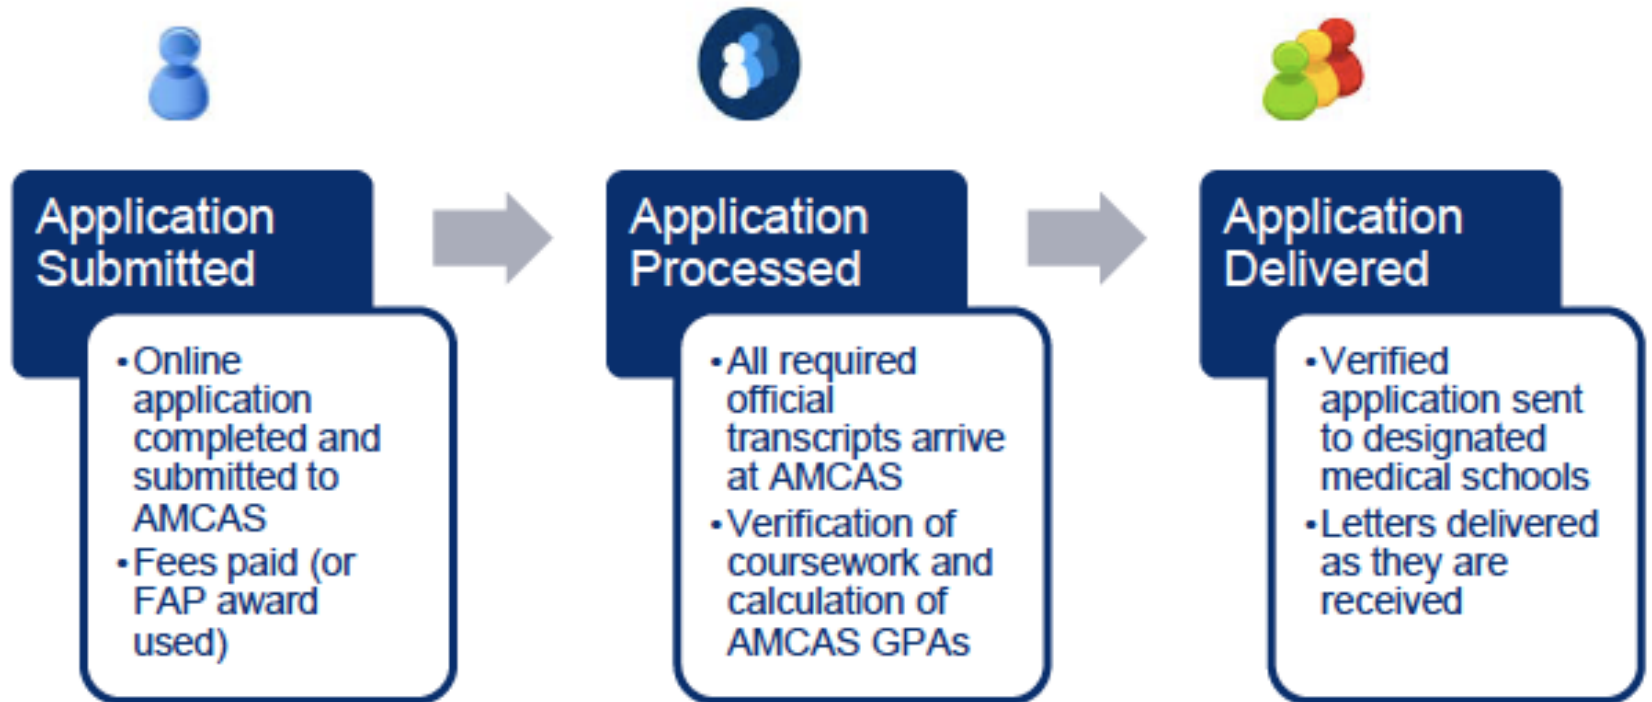 Application
Submitted
• Online
application
completed and
submitted to
AMCAS
• Fees paid (or
FAP award
used)
Application
Processed
• All required
official
transcripts arrive
at AMCAS
• Verification of
coursework and
calculation of
AMCAS GPAs
Application
Delivered
• Verified
application sent
to designated
medical schools
• Letters delivered
as they are
received